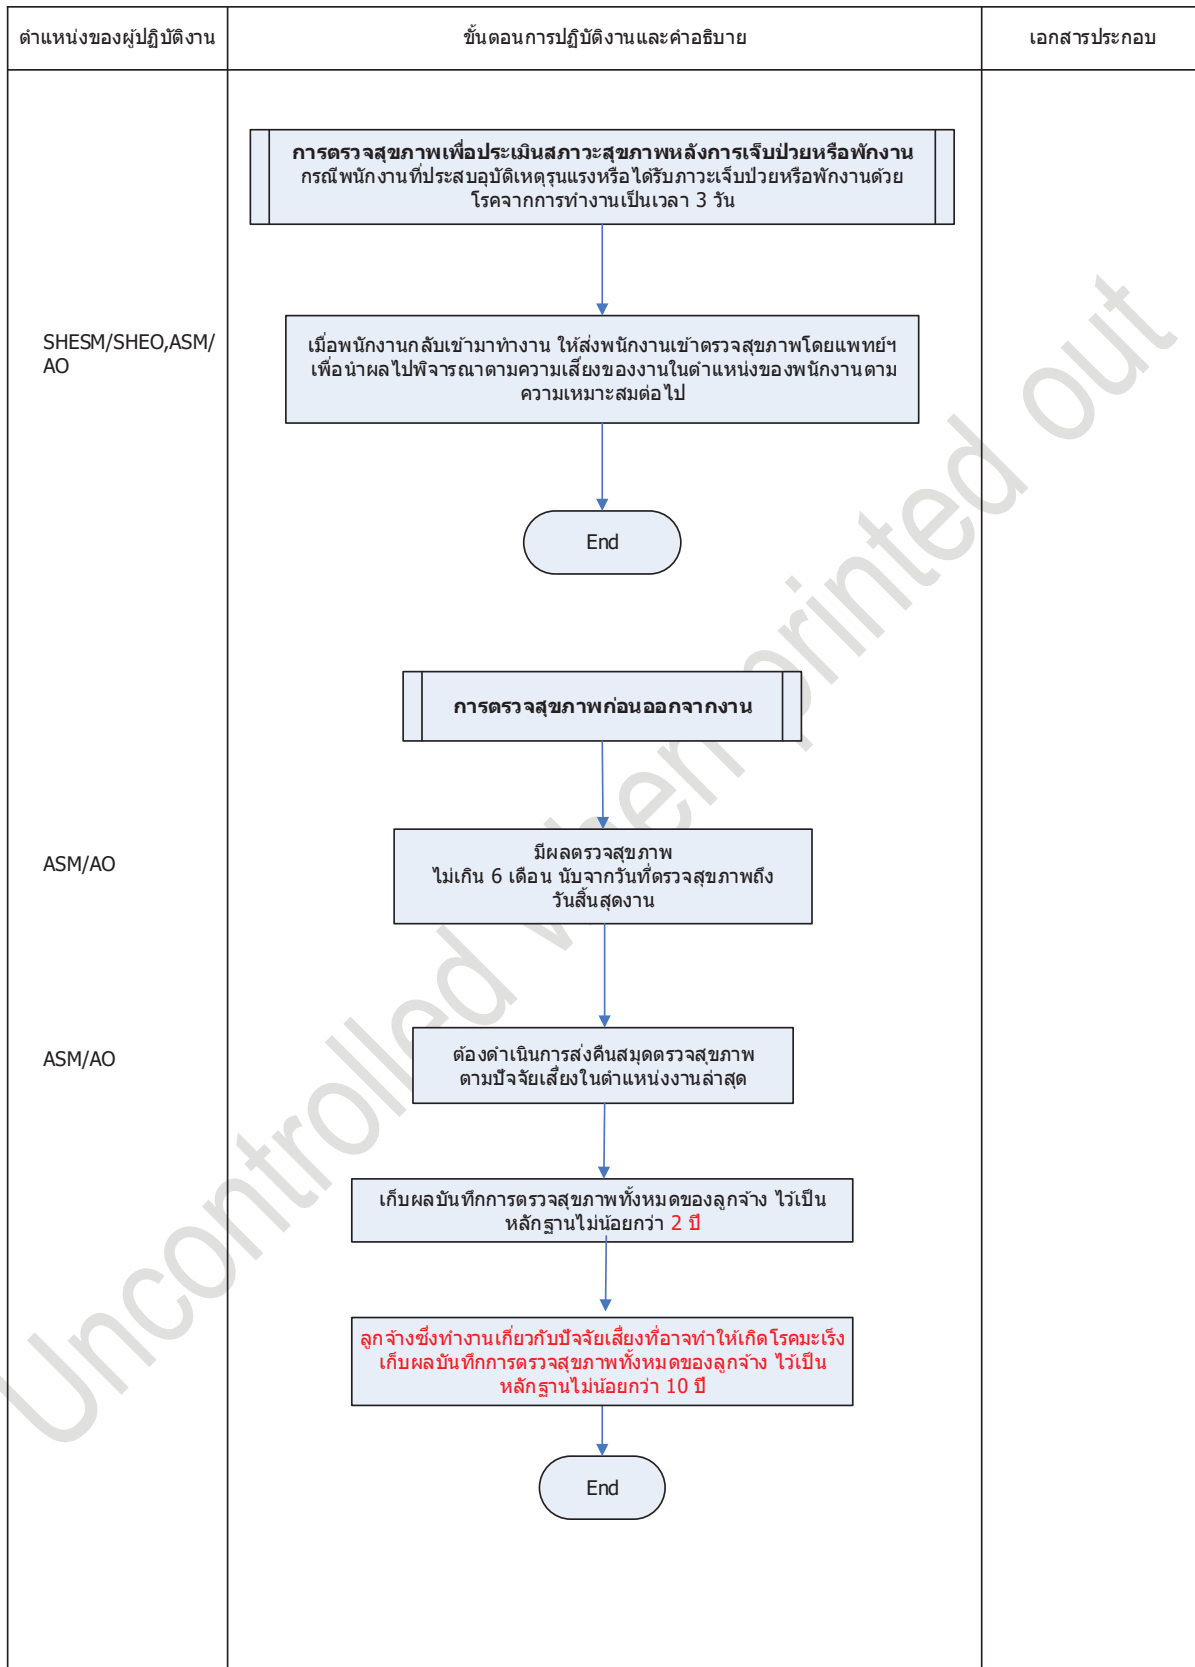 ตำแหน่งของผู้ปฏิบัติงาน
ขั้นตอนการปฏิบัติงานและคำอธิบาย
เอกสารประกอบ
การตรวจสุขภาพเพื่อประเมินสภาวะสุขภาพหลังการเจ็บป่วยหรือพักงาน
กรณีพนักงานที่ประสบอุบัติเหตุรุนแรงหรือได้รับภาวะเจ็บป่วยหรือพักงานด้วย
โรคจากการทำงานเป็นเวลา 3 วัน
SHESM/SHEO,ASM/
AO
เมื่อพนักงานกลับเข้ามาทำงาน ให้ส่งพนักงานเข้าตรวจสุขภาพโดยแพทย์ฯ
เพื่อนำผลไปพิจารณาตามความเสี่ยงของงานในตำแหน่งของพนักงานตาม
ความเหมาะสมต่อไป
End
การตรวจสุขภาพก่อนออกจากงาน
ASM/AO
มีผลตรวจสุขภาพ
ไม่เกิน 6 เดือน นับจากวันที่ตรวจสุขภาพถึง
วันสิ้นสุดงาน
ASM/AO
ต้องดำเนินการส่งคืนสมุดตรวจสุขภาพ
ตามปัจจัยเสี่ยงในตำแหน่งงานล่าสุด
เก็บผลบันทึกการตรวจสุขภาพทั้งหมดของลูกจ้าง ไว้เป็น
หลักฐานไม่น้อยกว่า 2 ปี
ลูกจ้างซึ่งทำงานเกี่ยวกับปัจจัยเสี่ยงที่อาจทำให้เกิดโรคมะเร็ง
เก็บผลบันทึกการตรวจสุขภาพทั้งหมดของลูกจ้าง ไว้เป็น
หลักฐานไม่น้อยกว่า 10 ปี
End
Uncontrolled when printed out